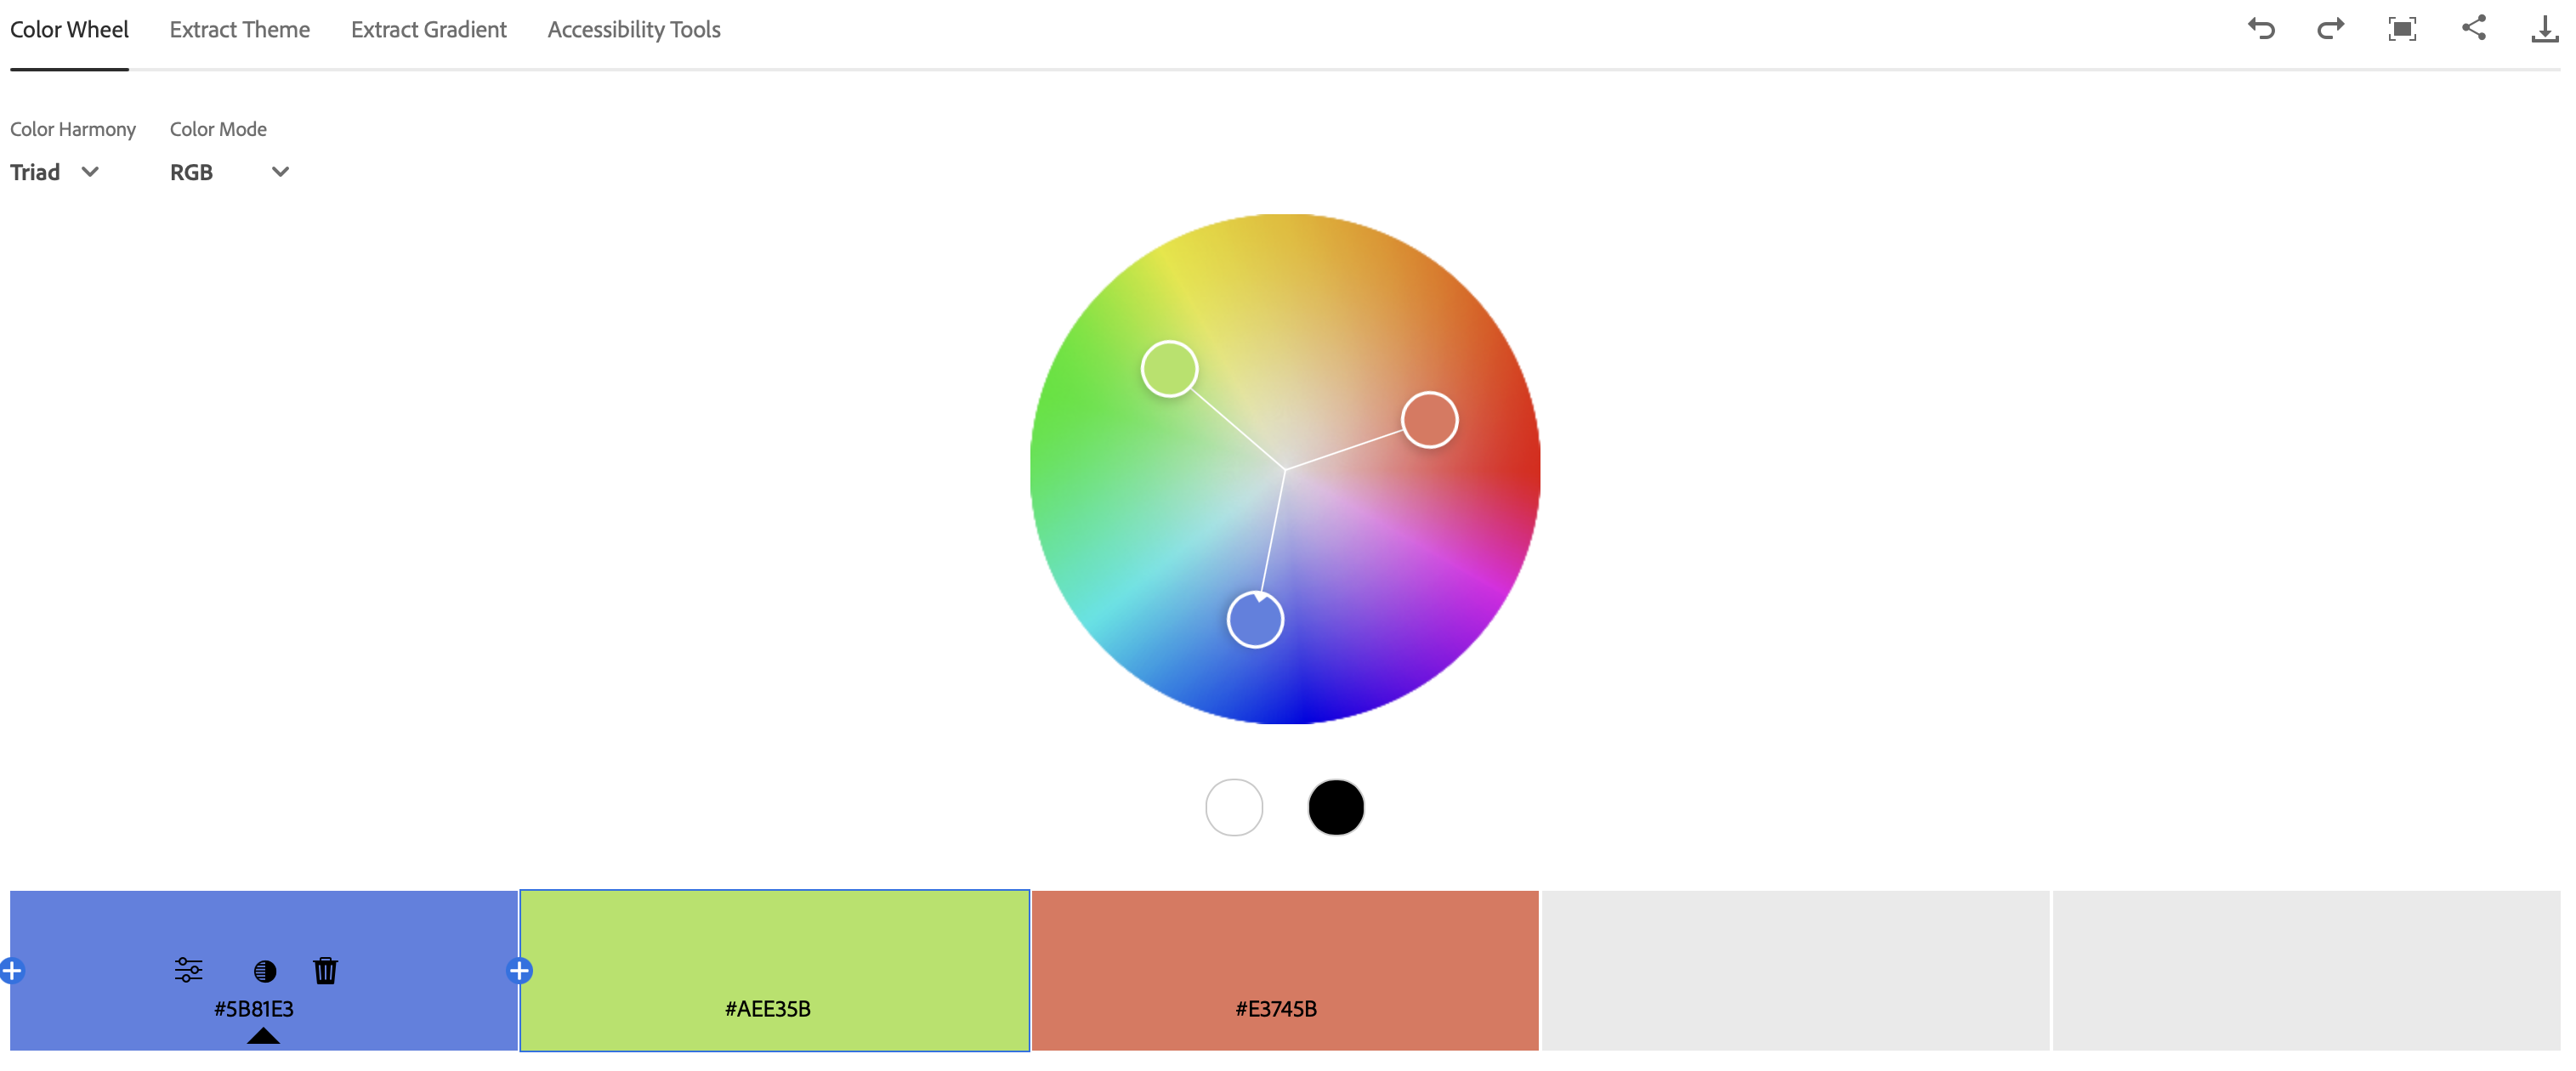 Color Wheel Extract Theme Extract Gradient Accessibility Tools
Color Harmony Color Mode
Triad RGB
#5B81E3 #AEE35B #E3745B